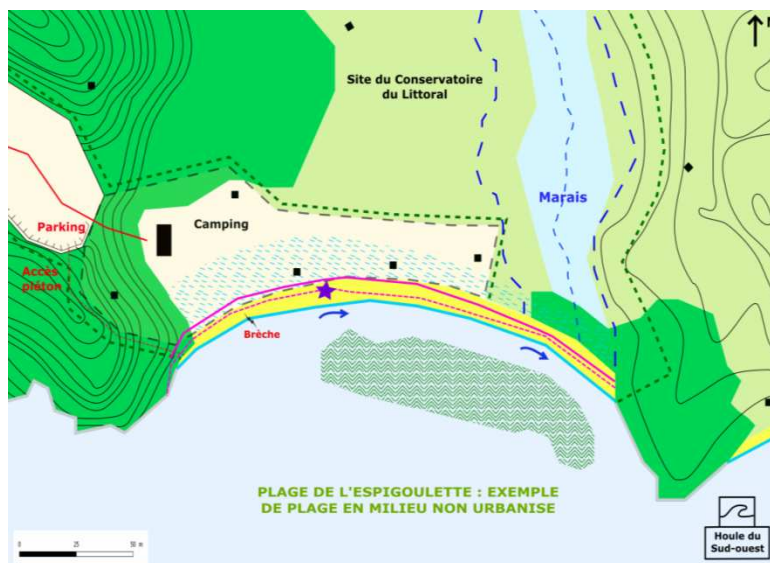 N
Site du Conservatoire
du Littoral
Marais
Parking
Camping
Accès
piéton
Brèche
PLAGE DE L'ESPIGOULETTE : EXEMPLE
DE PLAGE EN MILIEU NON URBANISE
0 25 50 m
Houle du
Sud-ouest